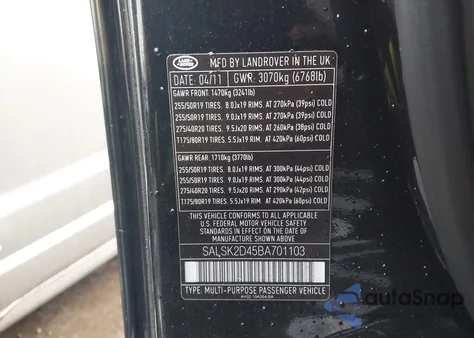 LAND ROVER
MFD BY LANDROVER IN THE UK
DATE: 04/11 GWR: 3070kg (6768lb)
GAWR FRONT: 1470kg (3241lb)
255/50R19 TIRES. 8.0Jx19 RIMS. AT 270kPa (39psi) COLD
255/50R19 TIRES. 9.0Jx19 RIMS. AT 270kPa (39psi) COLD
275/40R20 TIRES. 9.5Jx20 RIMS. AT 260kPa (38psi) COLD
T175/80R19 TIRES. 5.5Jx19 RIM. AT 420kPa (60psi) COLD
GAWR REAR: 1710kg (3770lb)
255/50R19 TIRES. 8.0Jx19 RIMS. AT 300kPa (44psi) COLD
255/50R19 TIRES. 9.0Jx19 RIMS. AT 300kPa (44psi) COLD
275/40R20 TIRES. 9.5Jx20 RIMS. AT 290kPa (42psi) COLD
T175/80R19 TIRES. 5.5Jx19 RIM. AT 420kPa (60psi) COLD
THIS VEHICLE CONFORMS TO ALL APPLICABLE
U.S. FEDERAL MOTOR VEHICLE SAFETY
STANDARDS IN EFFECT ON THE DATE OF
MANUFACTURE SHOWN ABOVE
SALSK2D45BA701103
TYPE: MULTI-PURPOSE PASSENGER VEHICLE
AH32 19A354 BA
autoSnap